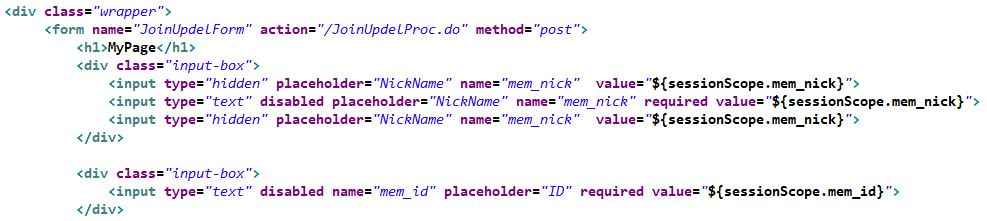 <div class="wrapper">
<form name="JoinUpdelForm" action="/JoinUpdelProc.do" method="post">
<h1>MyPage</h1>
<div class="input-box">
<input type="hidden" placeholder="NickName" name="mem_nick"  value="${sessionScope.mem_nick}">
<input type="text" disabled placeholder="NickName" name="mem_nick" required value="${sessionScope.mem_nick}">
<input type="hidden" placeholder="NickName" name="mem_nick"  value="${sessionScope.mem_nick}">
</div>
<div class="input-box">
<input type="text" disabled name="mem_id" placeholder="ID" required value="${sessionScope.mem_id}">
</div>